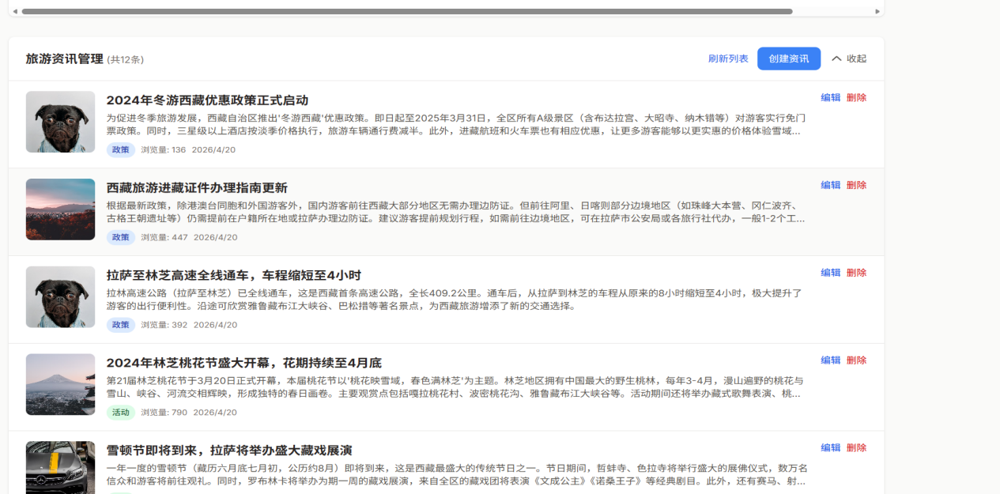 旅游资讯管理 (共12条)
刷新列表 创建资讯 收起
2024年冬游西藏优惠政策正式启动
编辑 删除
为促进冬季旅游发展，西藏自治区推出'冬游西藏'优惠政策。即日起至2025年3月31日，全区所有A级景区（含布达拉宫、大昭寺、纳木错等）对游客实行免门
票政策。同时，三星级以上酒店按淡季价格执行，旅游车辆通行费减半。此外，进藏航班和火车票也有相应优惠，让更多游客能够以更实惠的价格体验雪域...
政策 浏览量: 136 2026/4/20
西藏旅游进藏证件办理指南更新
编辑 删除
根据最新政策，除港澳台同胞和外国游客外，国内游客前往西藏大部分地区无需办理边防证。但前往阿里、日喀则部分边境地区（如珠峰大本营、冈仁波齐、
古格王朝遗址等）仍需提前在户籍所在地或拉萨办理边防证。建议游客提前规划行程，如需前往边境地区，可在拉萨市公安局或各旅行社代办，一般1-2个工...
政策 浏览量: 447 2026/4/20
拉萨至林芝高速全线通车，车程缩短至4小时
编辑 删除
拉林高速公路（拉萨至林芝）已全线通车，这是西藏首条高速公路，全长409.2公里。通车后，从拉萨到林芝的车程从原来的8小时缩短至4小时，极大提升了
游客的出行便利性。沿途可欣赏雅鲁藏布江大峡谷、巴松措等著名景点，为西藏旅游增添了新的交通选择。
政策 浏览量: 392 2026/4/20
2024年林芝桃花节盛大开幕，花期持续至4月底
编辑 删除
第21届林芝桃花节于3月20日正式开幕，本届桃花节以'桃花映雪域，春色满林芝'为主题。林芝地区拥有中国最大的野生桃林，每年3-4月，漫山遍野的桃花与
雪山、峡谷、河流交相辉映，形成独特的春日画卷。主要观赏点包括嘎拉桃花村、波密桃花沟、雅鲁藏布江大峡谷等。活动期间还将举办藏式歌舞表演、桃...
活动 浏览量: 790 2026/4/20
雪顿节即将到来，拉萨将举办盛大藏戏展演
编辑 删除
一年一度的雪顿节（藏历六月底七月初，公历约8月）即将到来，这是西藏最盛大的传统节日之一。节日期间，哲蚌寺、色拉寺将举行盛大的展佛仪式，数万名
信众和游客将前往观礼。同时，罗布林卡将举办为期一周的藏戏展演，来自全区的藏戏团将表演《文成公主》《诺桑王子》等经典剧目。此外，还有赛马、射...